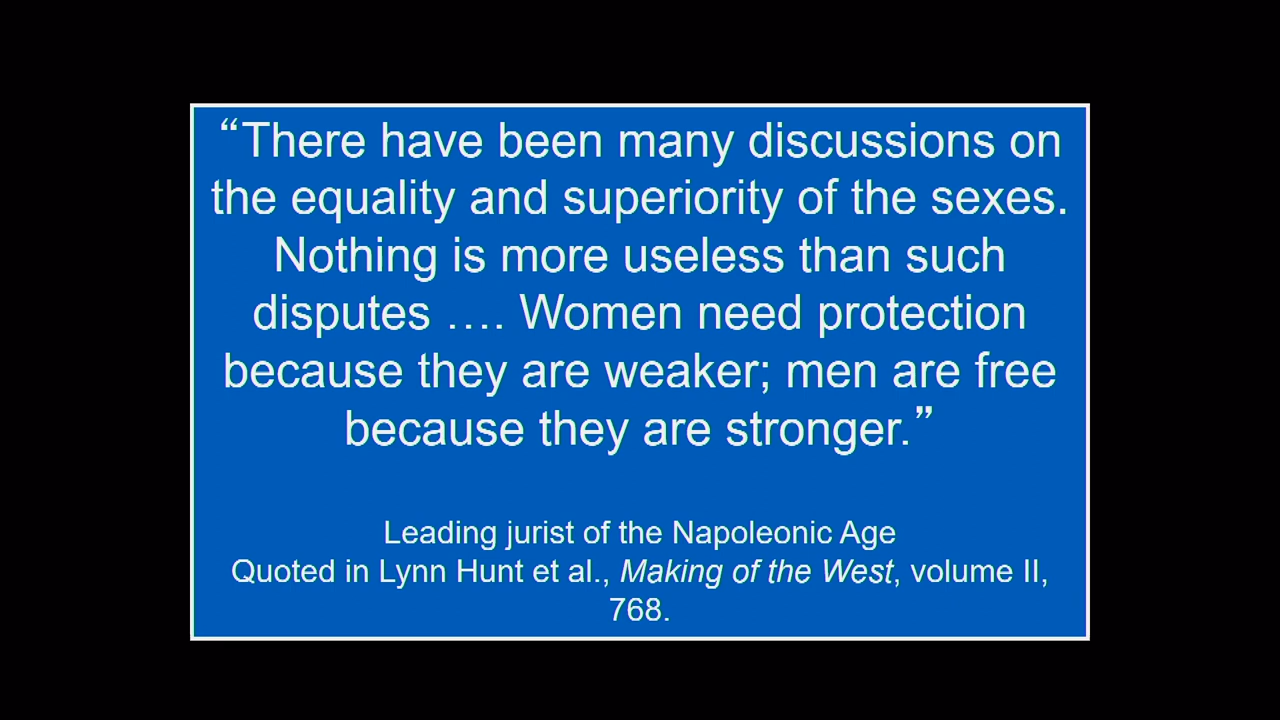 “There have been many discussions on
the equality and superiority of the sexes.
Nothing is more useless than such
disputes …. Women need protection
because they are weaker; men are free
because they are stronger.”
Leading jurist of the Napoleonic Age
Quoted in Lynn Hunt et al., Making of the West, volume II,
768.